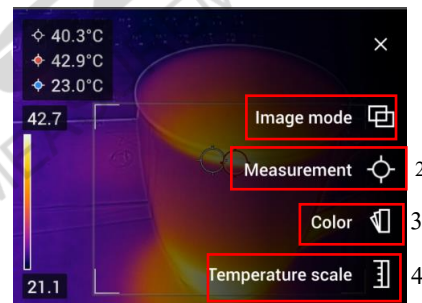 40.3°C
42.9°C
23.0°C
42.7
Image mode
Measurement 2
Color 3
Temperature scale 4
21.1